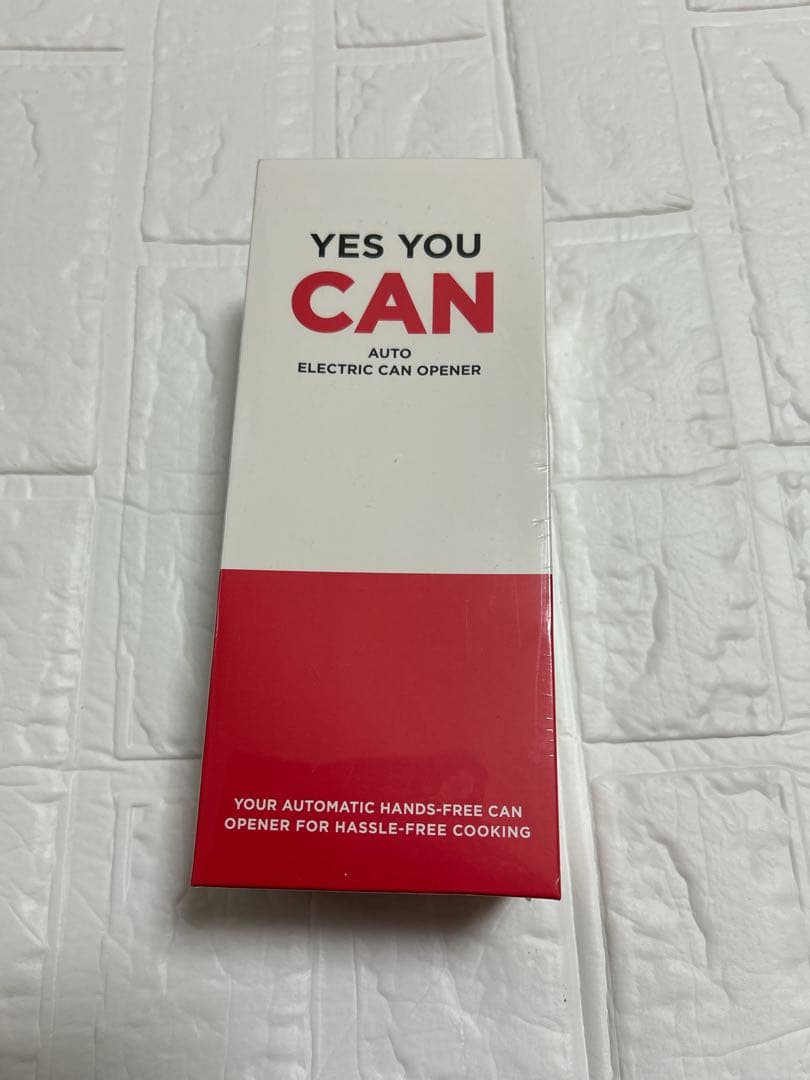 YES YOU
CAN
AUTO
ELECTRIC CAN OPENER
YOUR AUTOMATIC HANDS-FREE CAN
OPENER FOR HASSLE-FREE COOKING